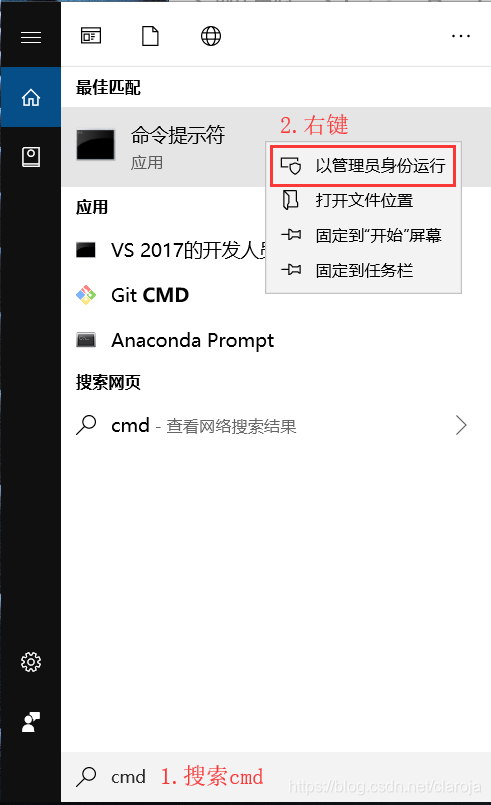 最佳匹配
命令提示符
应用
2.右键
以管理员身份运行
打开文件位置
固定到“开始”屏幕
固定到任务栏
应用
VS 2017的开发人员
Git CMD
Anaconda Prompt
搜索网页
cmd - 查看网络搜索结果
cmd
1.搜索cmd
https://blog.csdn.net/claroja